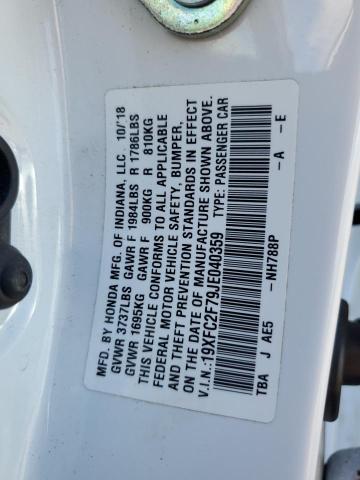 MFD. BY HONDA MFG. OF INDIANA, LLC. 10/'18
GVWR 3737LBS GAWR F 1984LBS R 1786LBS
GVWR 1695KG GAWR F 900KG R 810KG
THIS VEHICLE CONFORMS TO ALL APPLICABLE
FEDERAL MOTOR VEHICLE SAFETY, BUMPER,
AND THEFT PREVENTION STANDARDS IN EFFECT
ON THE DATE OF MANUFACTURE SHOWN ABOVE.
V.I.N.:19XFC2F79JE040359 TYPE: PASSENGER CAR
TBA J AE5 -NH788P -A -E